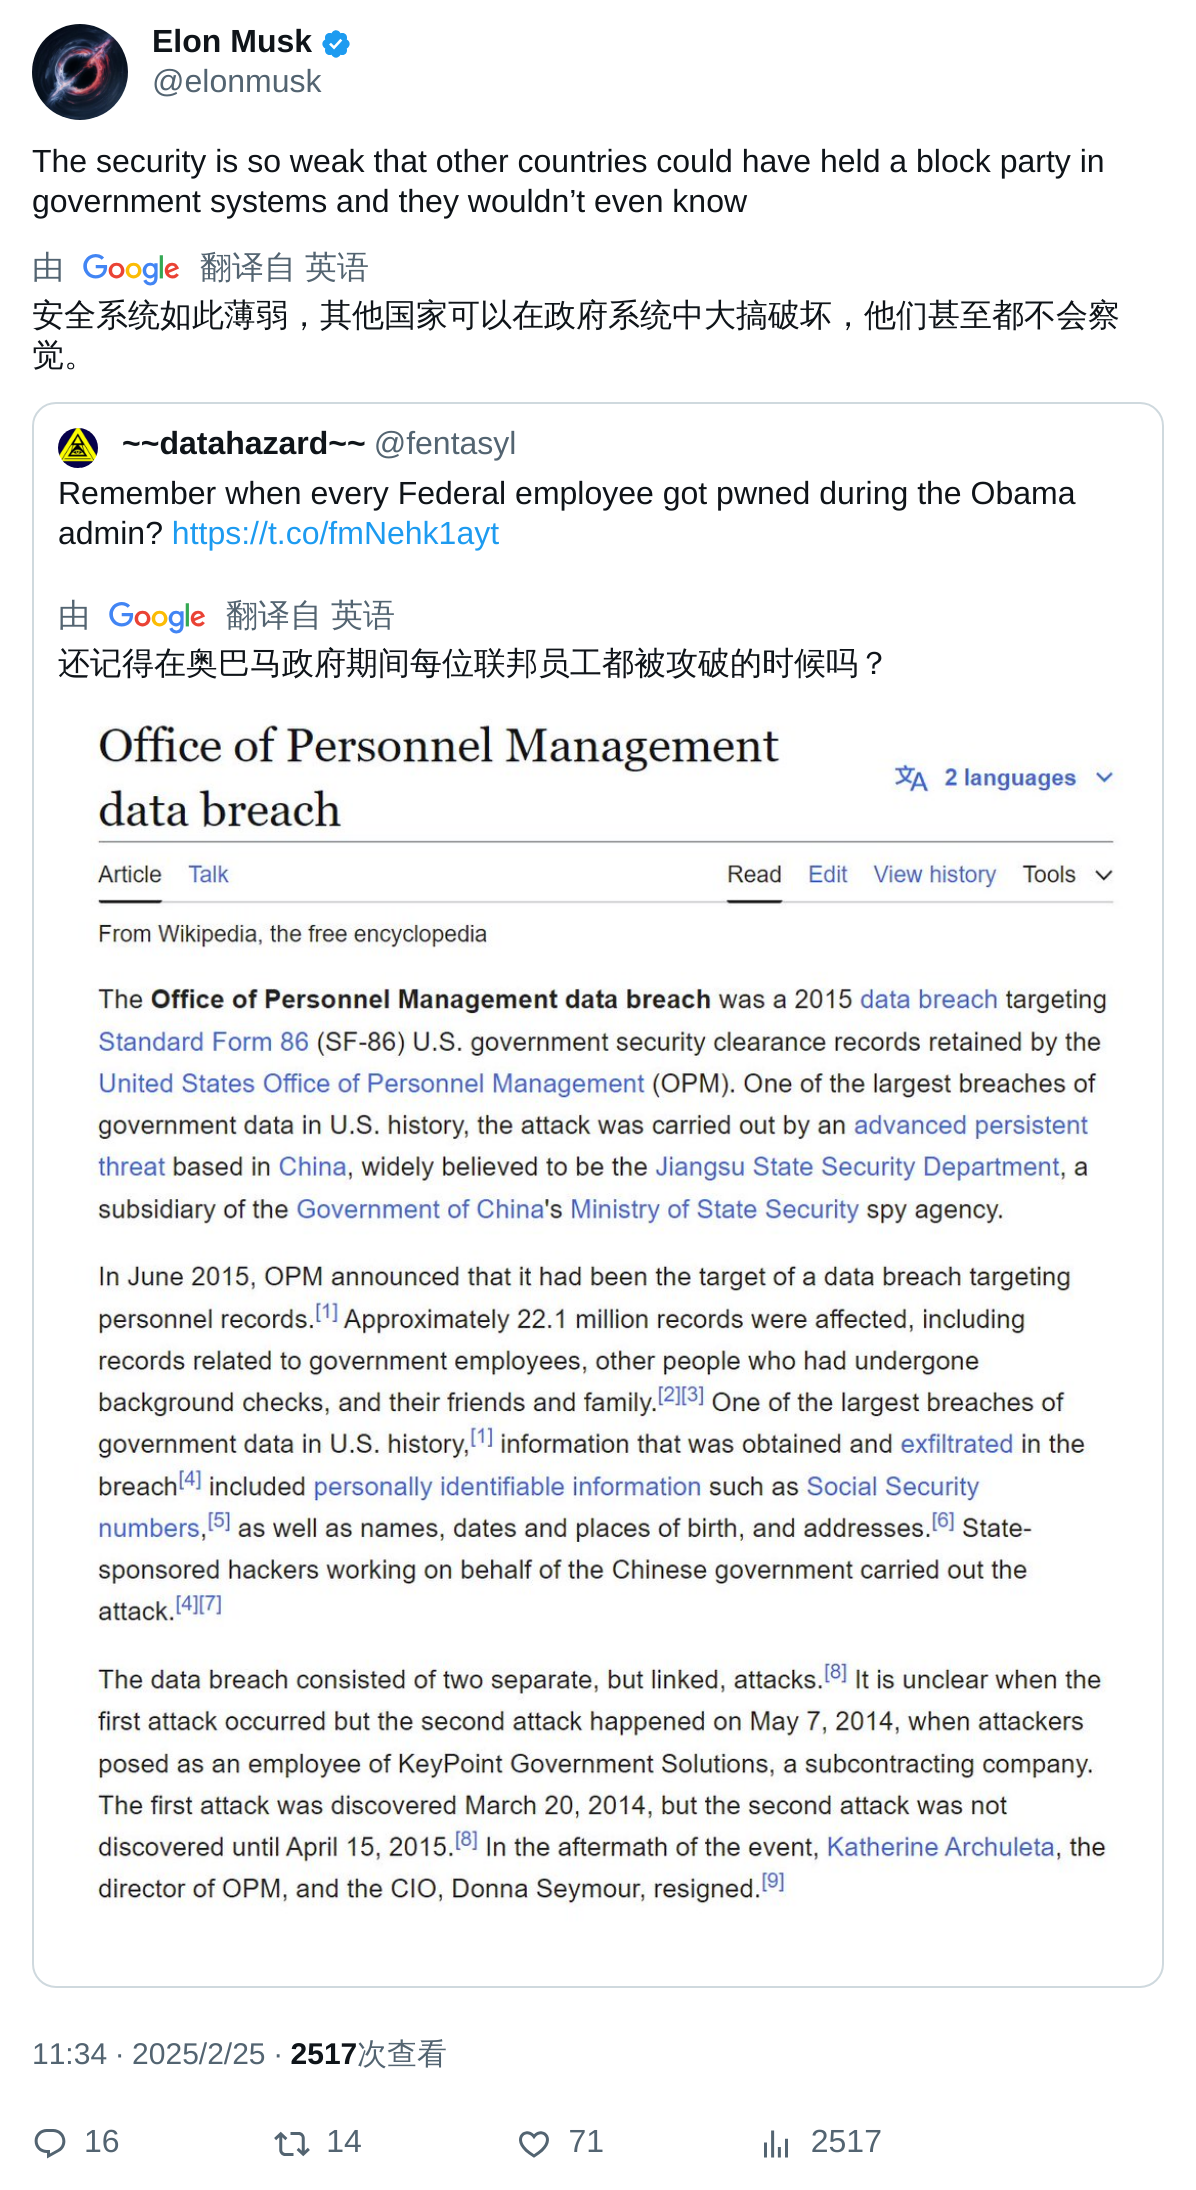 Elon Musk
@elonmusk
The security is so weak that other countries could have held a block party in
government systems and they wouldn’t even know
由 Google 翻译自 英语
安全系统如此薄弱，其他国家可以在政府系统中大搞破坏，他们甚至都不会察
觉。
~~datahazard~~ @fentasyl
Remember when every Federal employee got pwned during the Obama
admin? https://t.co/fmNehk1ayt
由 Google 翻译自 英语
还记得在奥巴马政府期间每位联邦员工都被攻破的时候吗？
Office of Personnel Management
data breach
文A 2 languages
Article Talk Read Edit View history Tools
From Wikipedia, the free encyclopedia
The Office of Personnel Management data breach was a 2015 data breach targeting
Standard Form 86 (SF-86) U.S. government security clearance records retained by the
United States Office of Personnel Management (OPM). One of the largest breaches of
government data in U.S. history, the attack was carried out by an advanced persistent
threat based in China, widely believed to be the Jiangsu State Security Department, a
subsidiary of the Government of China's Ministry of State Security spy agency.
In June 2015, OPM announced that it had been the target of a data breach targeting
personnel records.[1] Approximately 22.1 million records were affected, including
records related to government employees, other people who had undergone
background checks, and their friends and family.[2][3] One of the largest breaches of
government data in U.S. history,[1] information that was obtained and exfiltrated in the
breach[4] included personally identifiable information such as Social Security
numbers,[5] as well as names, dates and places of birth, and addresses.[6] State-
sponsored hackers working on behalf of the Chinese government carried out the
attack.[4][7]
The data breach consisted of two separate, but linked, attacks.[8] It is unclear when the
first attack occurred but the second attack happened on May 7, 2014, when attackers
posed as an employee of KeyPoint Government Solutions, a subcontracting company.
The first attack was discovered March 20, 2014, but the second attack was not
discovered until April 15, 2015.[8] In the aftermath of the event, Katherine Archuleta, the
director of OPM, and the CIO, Donna Seymour, resigned.[9]
11:34 · 2025/2/25 · 2517次查看
16 14 71 2517